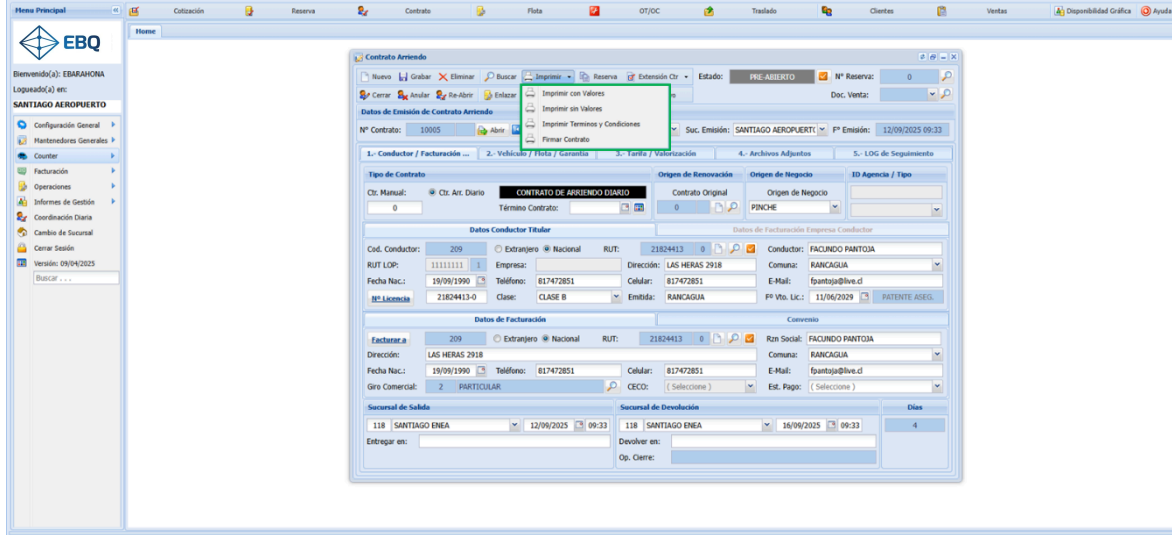 Menu Principal
Cotización
Reserva
Contrato
Flota
OT/OC
Traslado
Clientes
Ventas
Disponibilidad Gráfica
Ayuda
EBQ
Bienvenido(a): EBARAHONA
Logueado(a) en:
SANTIAGO AEROPUERTO
Configuración General
Mantenedores Generales
Counter
Facturación
Operaciones
Informes de Gestión
Coordinación Diaria
Cambio de Sucursal
Cerrar Sesión
Versión: 09/04/2025
Buscar . . .
Home
Contrato Arriendo
Nuevo Grabar Eliminar Buscar Imprimir Reserva Extensión Ctr Estado: PRE-ABIERTO Nº Reserva: 0
Cerrar Anular Re-Abrir Enlazar Doc. Venta:
Imprimir con Valores
Imprimir sin Valores
Imprimir Terminos y Condiciones
Firmar Contrato
Datos de Emisión de Contrato Arriendo
Nº Contrato: 10005 Abrir Suc. Emisión: SANTIAGO AEROPUERT( Fº Emisión: 12/09/2025 09:33
1.- Conductor / Facturación ... 2.- Vehículo / Flota / Garantía 3.- Tarifa / Valorización 4.- Archivos Adjuntos 5.- LOG de Seguimiento
Tipo de Contrato Origen de Renovación Origen de Negocio ID Agencia / Tipo
Ctr. Manual: Ctr. Arr. Diario CONTRATO DE ARRIENDO DIARIO Contrato Original Origen de Negocio
0 Término Contrato: 0 PINCHE
Datos Conductor Titular Datos de Facturación Empresa Conductor
Cod. Conductor: 209 Extranjero Nacional RUT: 21824413 0 Conductor: FACUNDO PANTOJA
RUT LOP: 11111111 1 Empresa: Dirección: LAS HERAS 2918 Comuna: RANCAGUA
Fecha Nac.: 19/09/1990 Teléfono: 817472851 Celular: 817472851 E-Mail: fpantoja@live.cl
Nº Licencia 21824413-0 Clase: CLASE B Emitida: RANCAGUA Fº Vto. Lic.: 11/06/2029 PATENTE ASEG.
Datos de Facturación Convenio
Facturar a 209 Extranjero Nacional RUT: 21824413 0 Rzn Social: FACUNDO PANTOJA
Dirección: LAS HERAS 2918 Comuna: RANCAGUA
Fecha Nac.: 19/09/1990 Teléfono: 817472851 Celular: 817472851 E-Mail: fpantoja@live.cl
Giro Comercial: 2 PARTICULAR CECO: ( Seleccione ) Est. Pago: ( Seleccione )
Sucursal de Salida Sucursal de Devolución Días
118 SANTIAGO ENEA 12/09/2025 09:33 118 SANTIAGO ENEA 16/09/2025 09:33 4
Entregar en: Devolver en:
Op. Cierre: